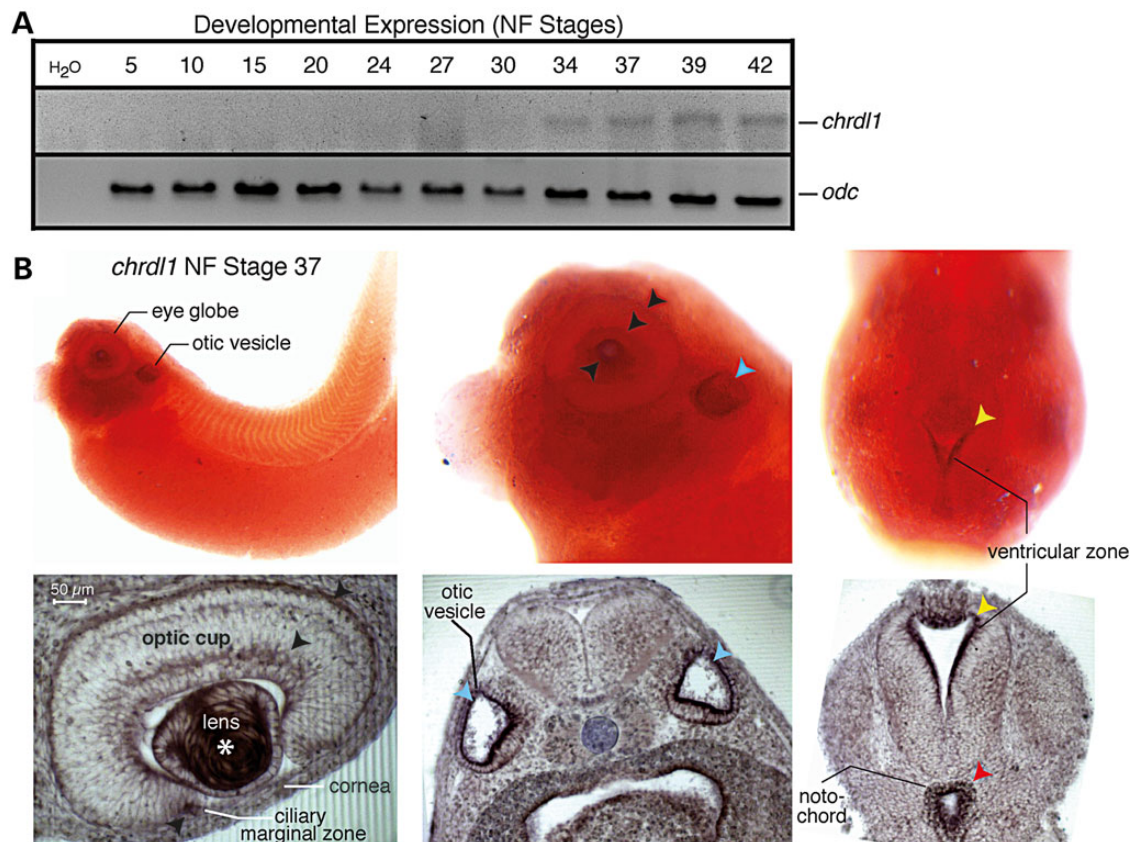 A
Developmental Expression (NF Stages)
H₂O 5 10 15 20 24 27 30 34 37 39 42
chrdl1
odc
B
chrdl1 NF Stage 37
eye globe
otic vesicle
ventricular zone
50 µm
optic cup
lens
*
cornea
ciliary
marginal zone
otic
vesicle
noto-
chord